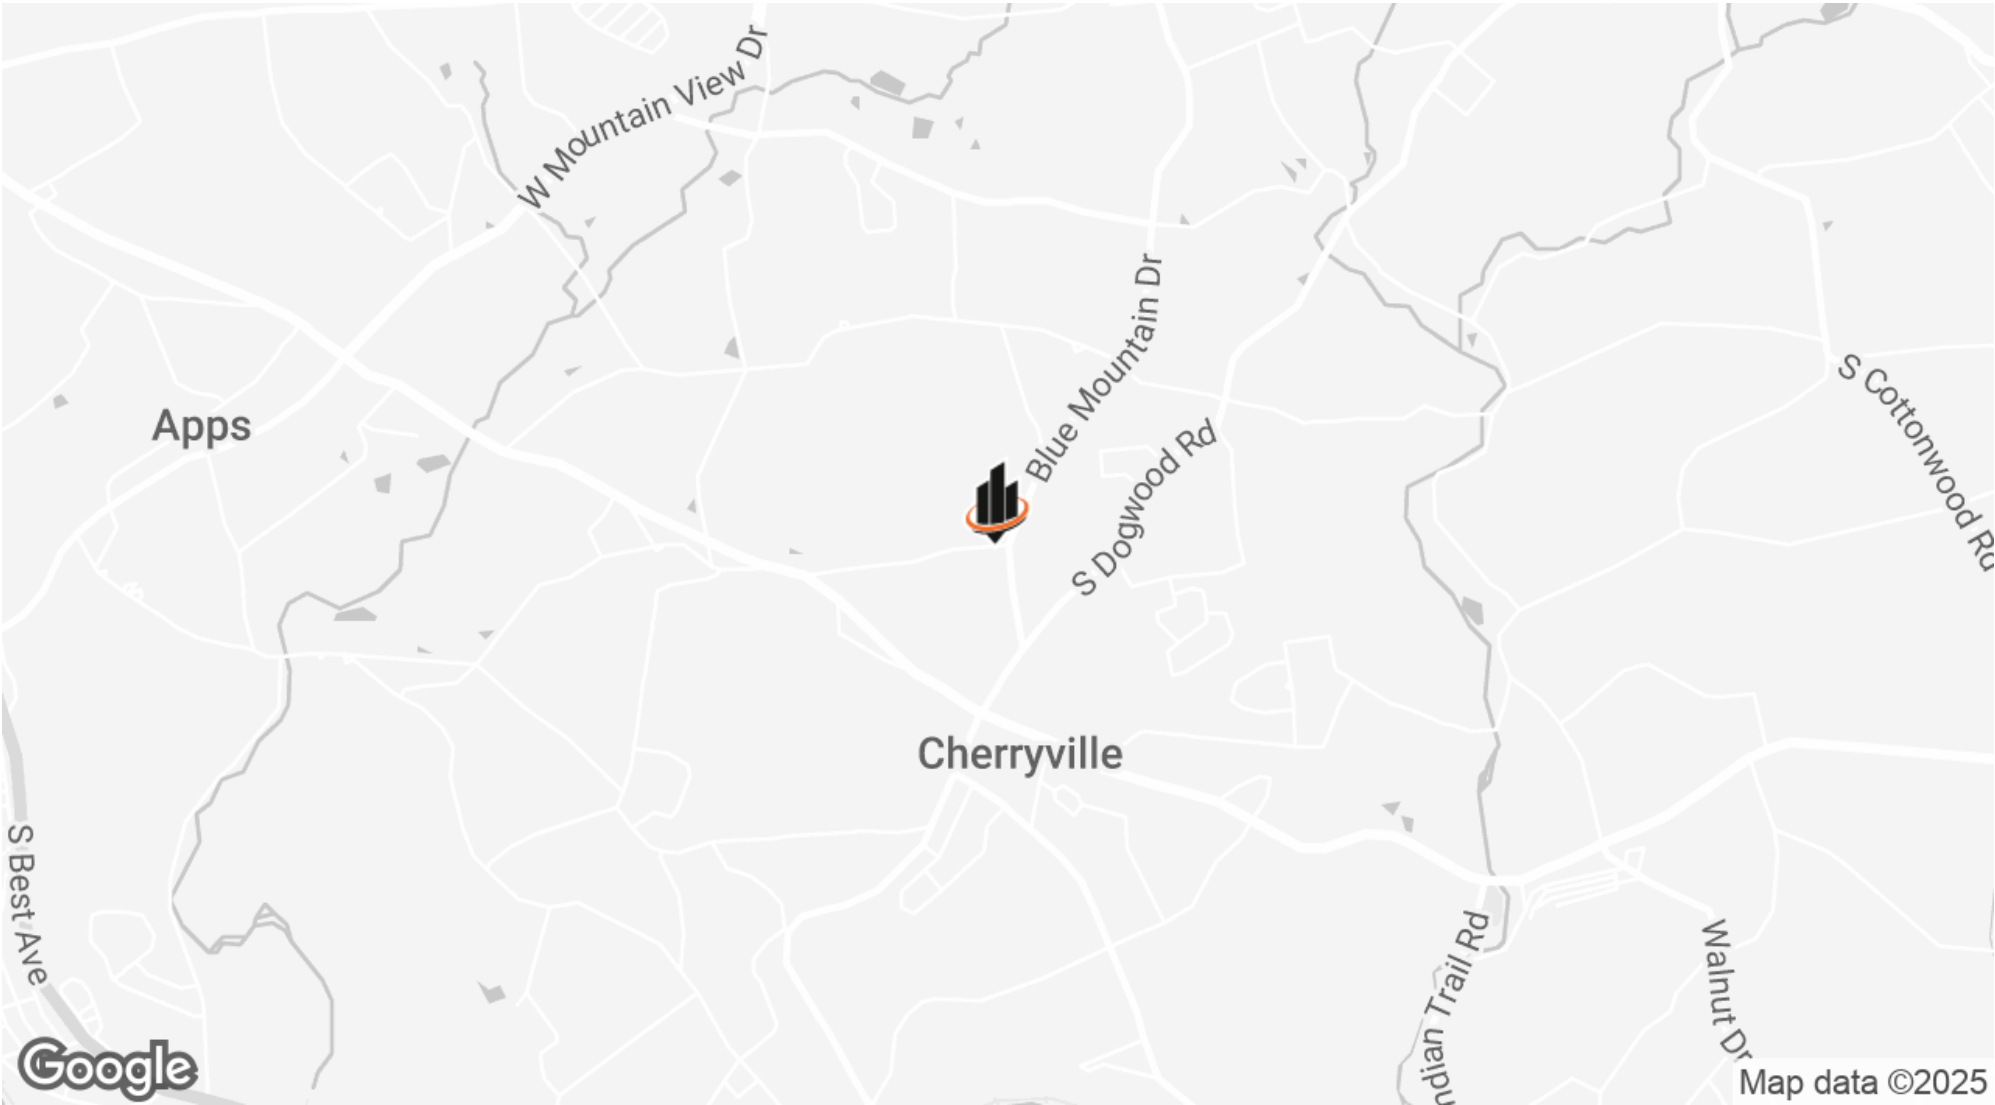 W Mountain View Dr
Blue Mountain Dr
S Cottonwood Rd
Apps
S Dogwood Rd
Cherryville
S Best Ave
Walnut Dr
Trail Rd
Google
Map data ©2025